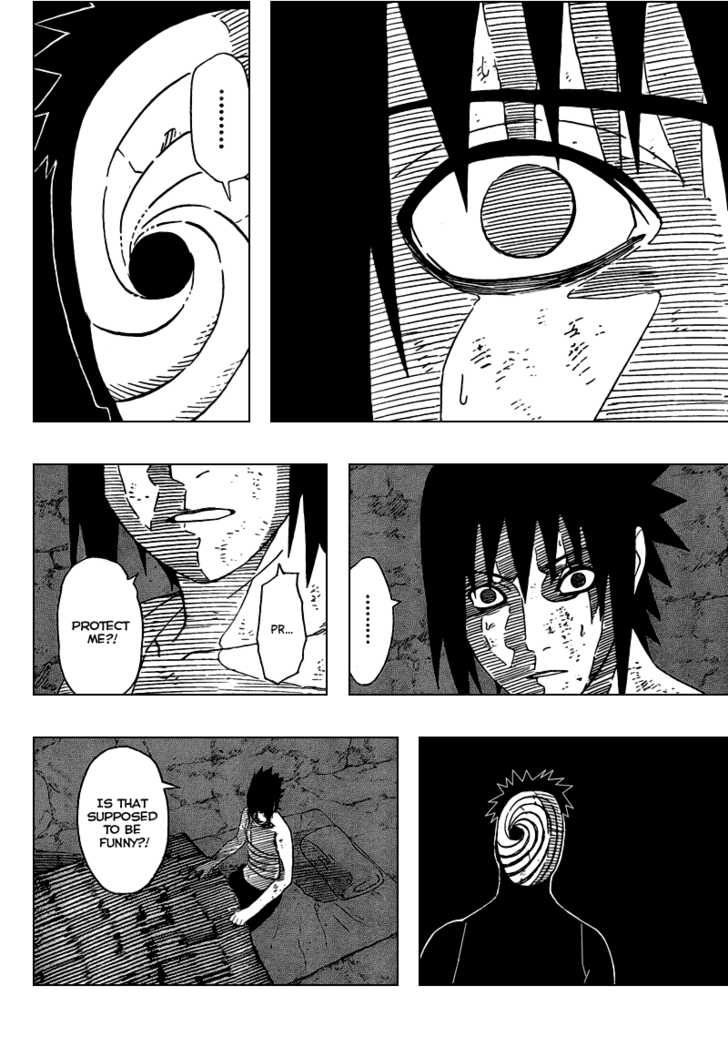 ........
........
PR...
PROTECT
ME?!
IS THAT
SUPPOSED
TO BE
FUNNY?!